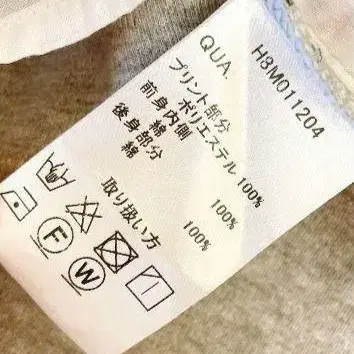 H3M011204
QUA.
プリント部分
ポリエステル 100%
前身内側
綿 100%
後身部分
綿 100%
取り扱い方
F
W